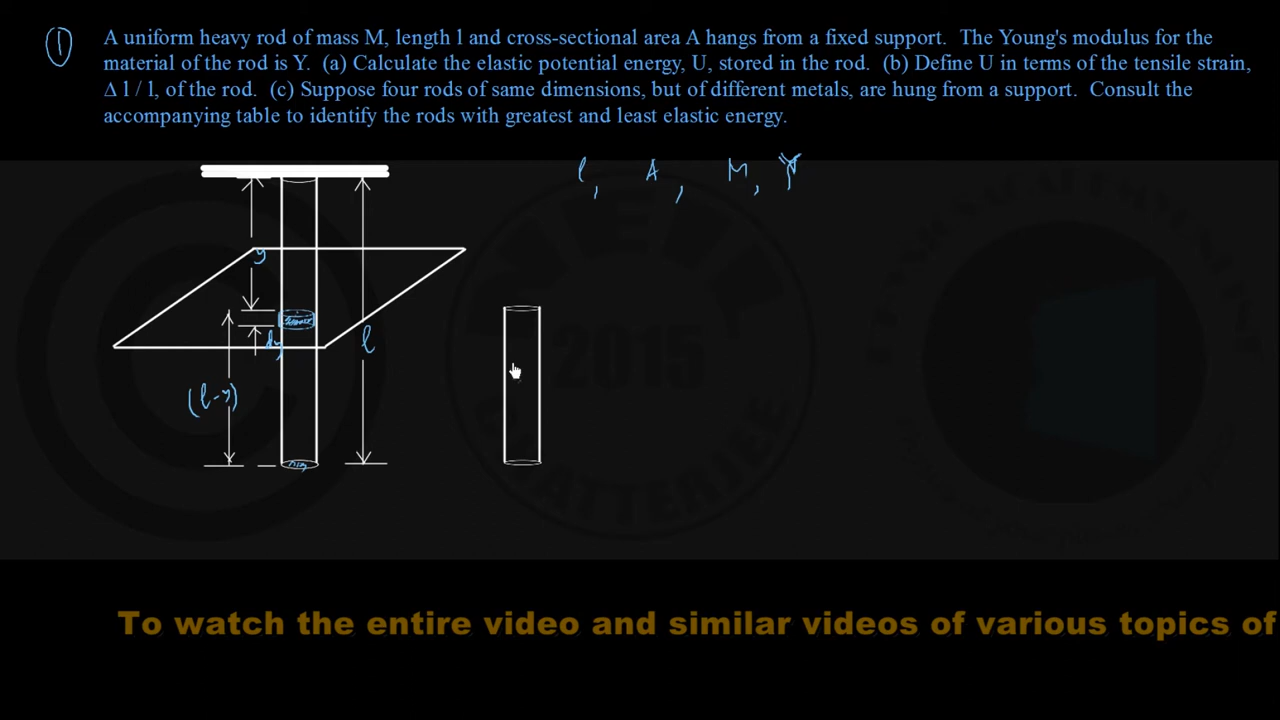 ① A uniform heavy rod of mass M, length l and cross-sectional area A hangs from a fixed support. The Young's modulus for the
material of the rod is Y. (a) Calculate the elastic potential energy, U, stored in the rod. (b) Define U in terms of the tensile strain,
Δ l / l, of the rod. (c) Suppose four rods of same dimensions, but of different metals, are hung from a support. Consult the
accompanying table to identify the rods with greatest and least elastic energy.
l, A, M, Y
y
dy
l
(l-y)
2015
CHATTERJEE
To watch the entire video and similar videos of various topics of